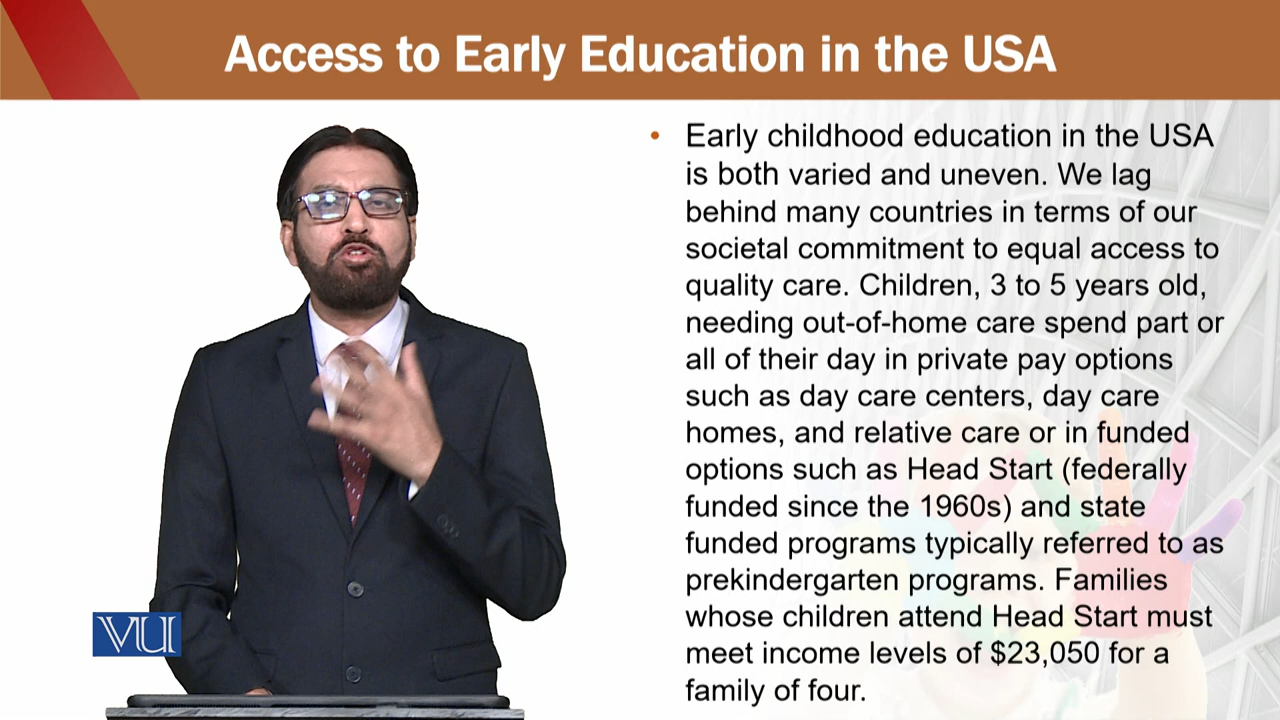 Access to Early Education in the USA
• Early childhood education in the USA
is both varied and uneven. We lag
behind many countries in terms of our
societal commitment to equal access to
quality care. Children, 3 to 5 years old,
needing out-of-home care spend part or
all of their day in private pay options
such as day care centers, day care
homes, and relative care or in funded
options such as Head Start (federally
funded since the 1960s) and state
funded programs typically referred to as
prekindergarten programs. Families
whose children attend Head Start must
meet income levels of $23,050 for a
family of four.
VU